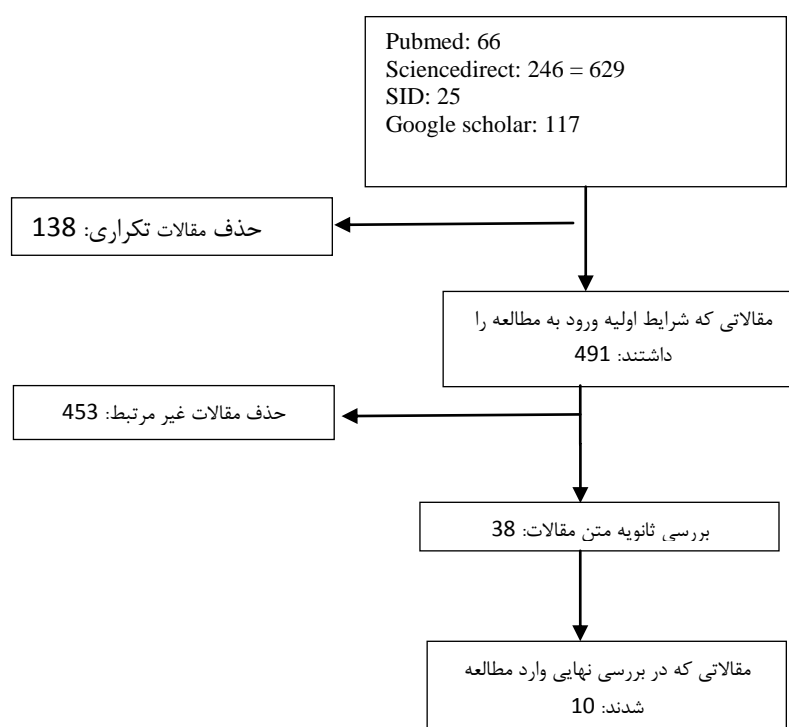 Pubmed: 66
Sciencedirect: 246 = 629
SID: 25
Google scholar: 117
حذف مقالات تکراری: 138
مقالاتی که شرایط اولیه ورود به مطالعه را
داشتند: 491
حذف مقالات غیر مرتبط: 453
بررسی ثانویه متن مقالات: 38
مقالاتی که در بررسی نهایی وارد مطالعه
شدند: 10